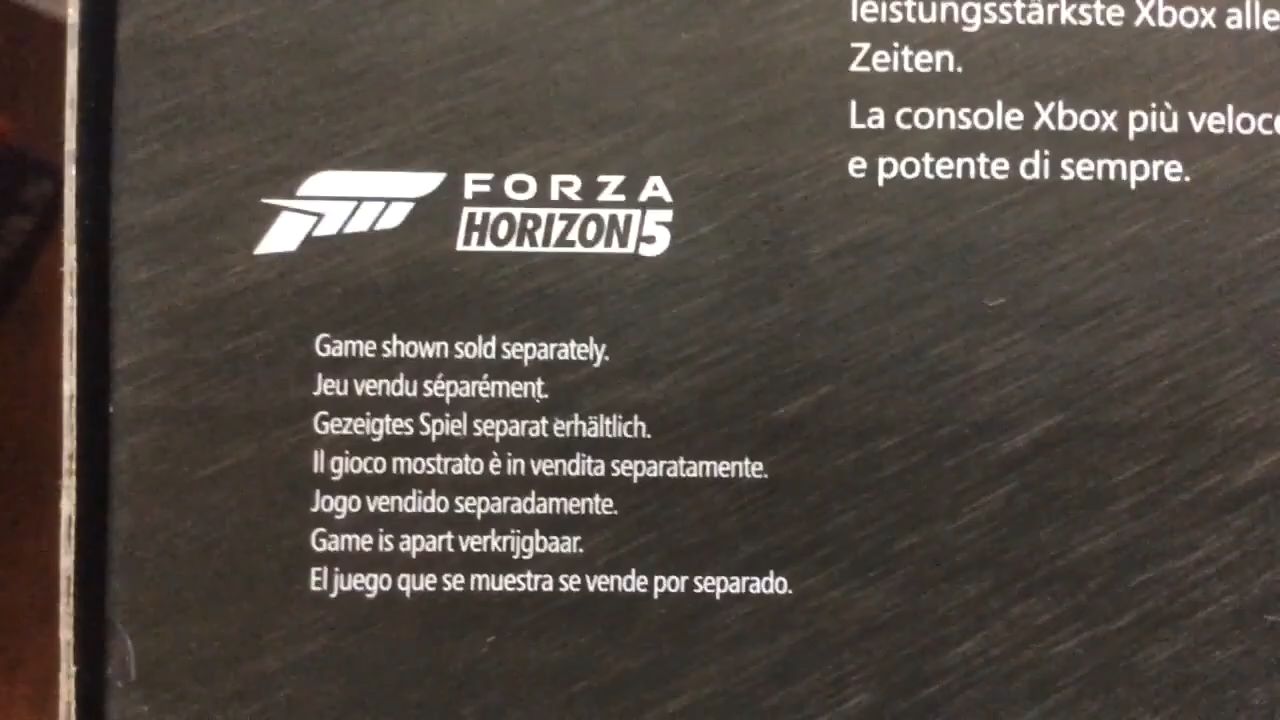 leistungsstärkste Xbox alle
Zeiten.
La console Xbox più veloce
e potente di sempre.
FORZA
HORIZON 5
Game shown sold separately.
Jeu vendu séparément.
Gezeigtes Spiel separat erhältlich.
Il gioco mostrato è in vendita separatamente.
Jogo vendido separadamente.
Game is apart verkrijgbaar.
El juego que se muestra se vende por separado.